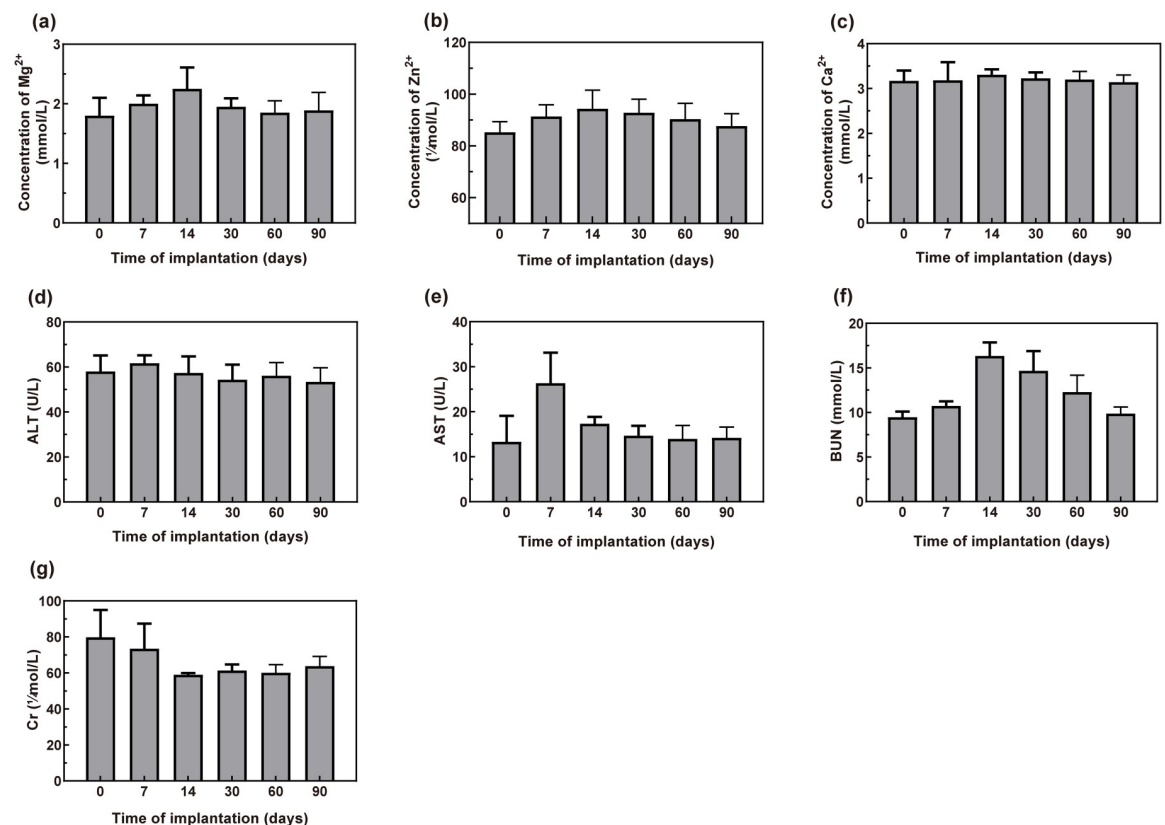 (a)
Concentration of Mg²⁺
(mmol/L)
3
2
1
0
0 7 14 30 60 90
Time of implantation (days)
(b)
Concentration of Zn²⁺
(¼mol/L)
120
100
80
60
0 7 14 30 60 90
Time of implantation (days)
(c)
Concentration of Ca²⁺
(mmol/L)
4
3
2
1
0
0 7 14 30 60 90
Time of implantation (days)
(d)
ALT (U/L)
80
60
40
20
0
0 7 14 30 60 90
Time of implantation (days)
(e)
AST (U/L)
40
30
20
10
0
0 7 14 30 60 90
Time of implantation (days)
(f)
BUN (mmol/L)
20
15
10
5
0
0 7 14 30 60 90
Time of implantation (days)
(g)
Cr (¼mol/L)
100
80
60
40
20
0
0 7 14 30 60 90
Time of implantation (days)